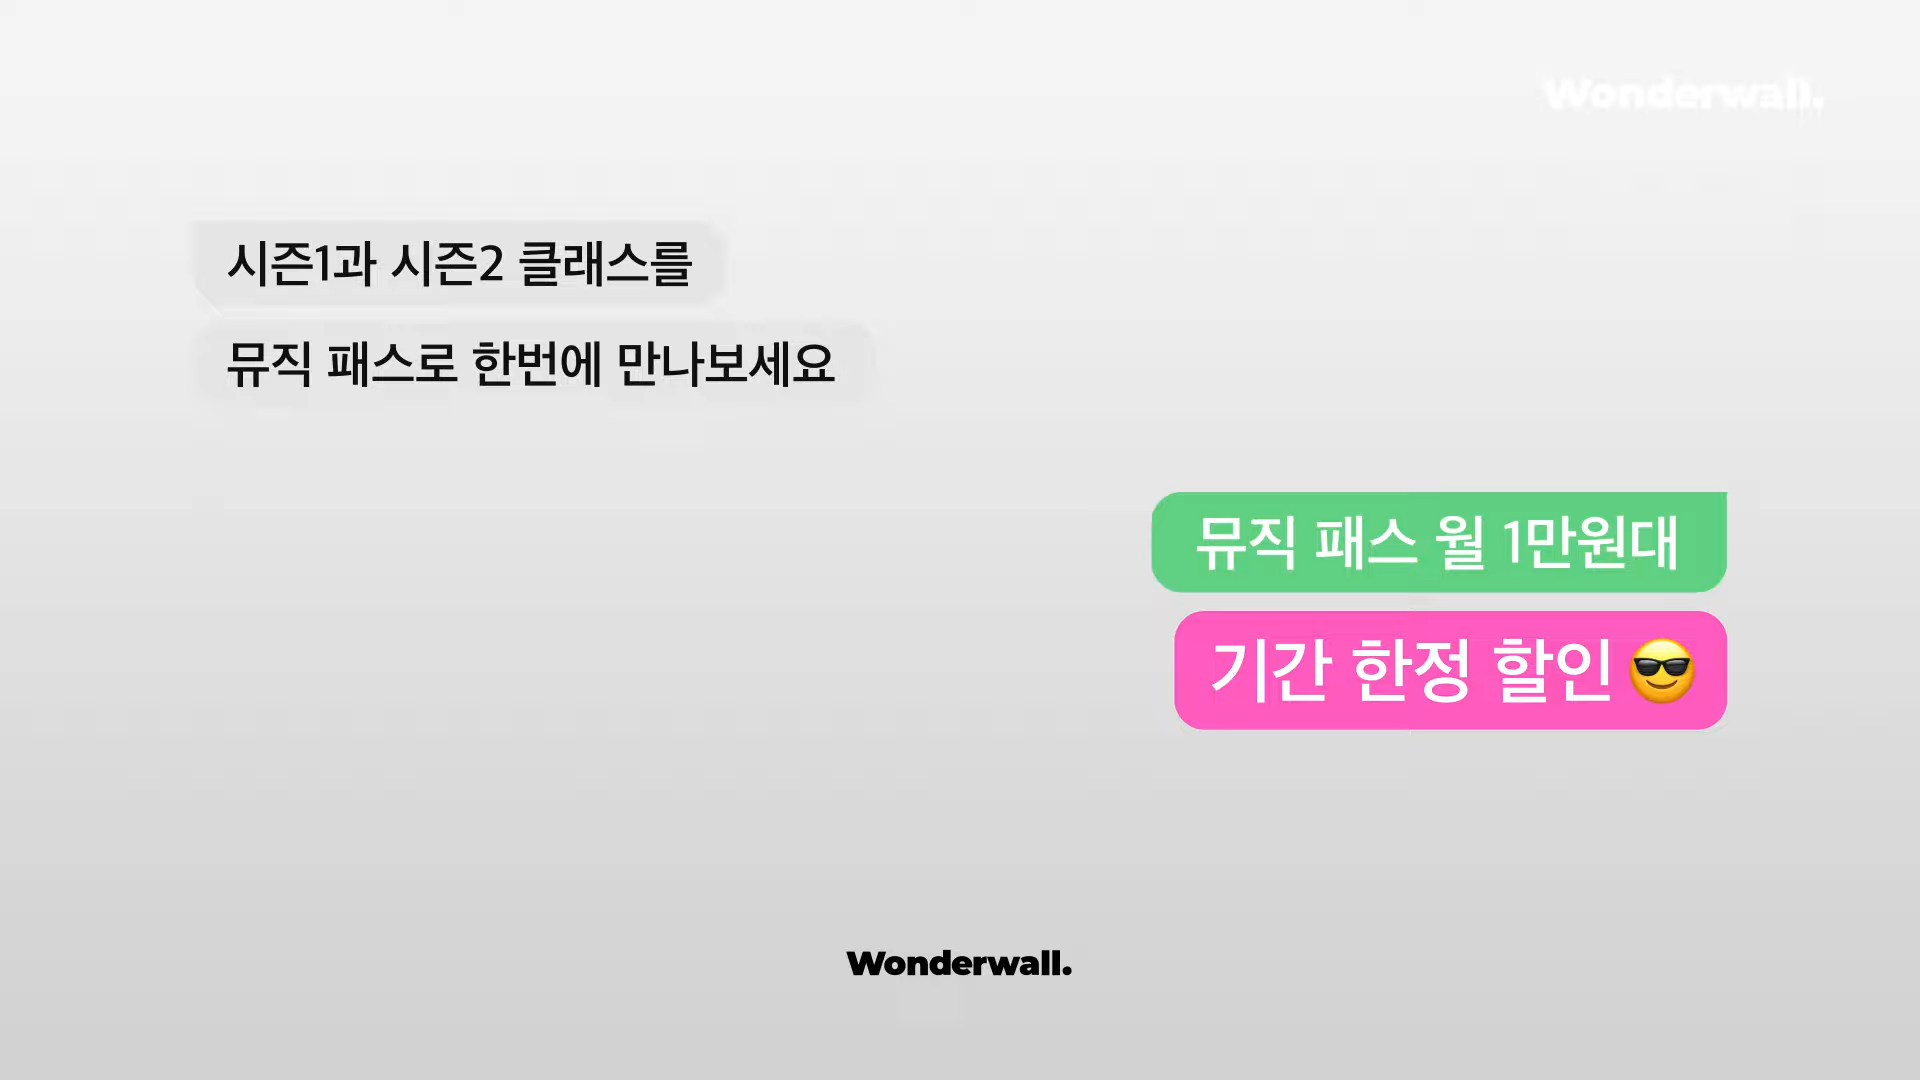 Wonderwall.
시즌1과 시즌2 클래스를
뮤직 패스로 한번에 만나보세요
뮤직 패스 월 1만원대
기간 한정 할인 😎
Wonderwall.